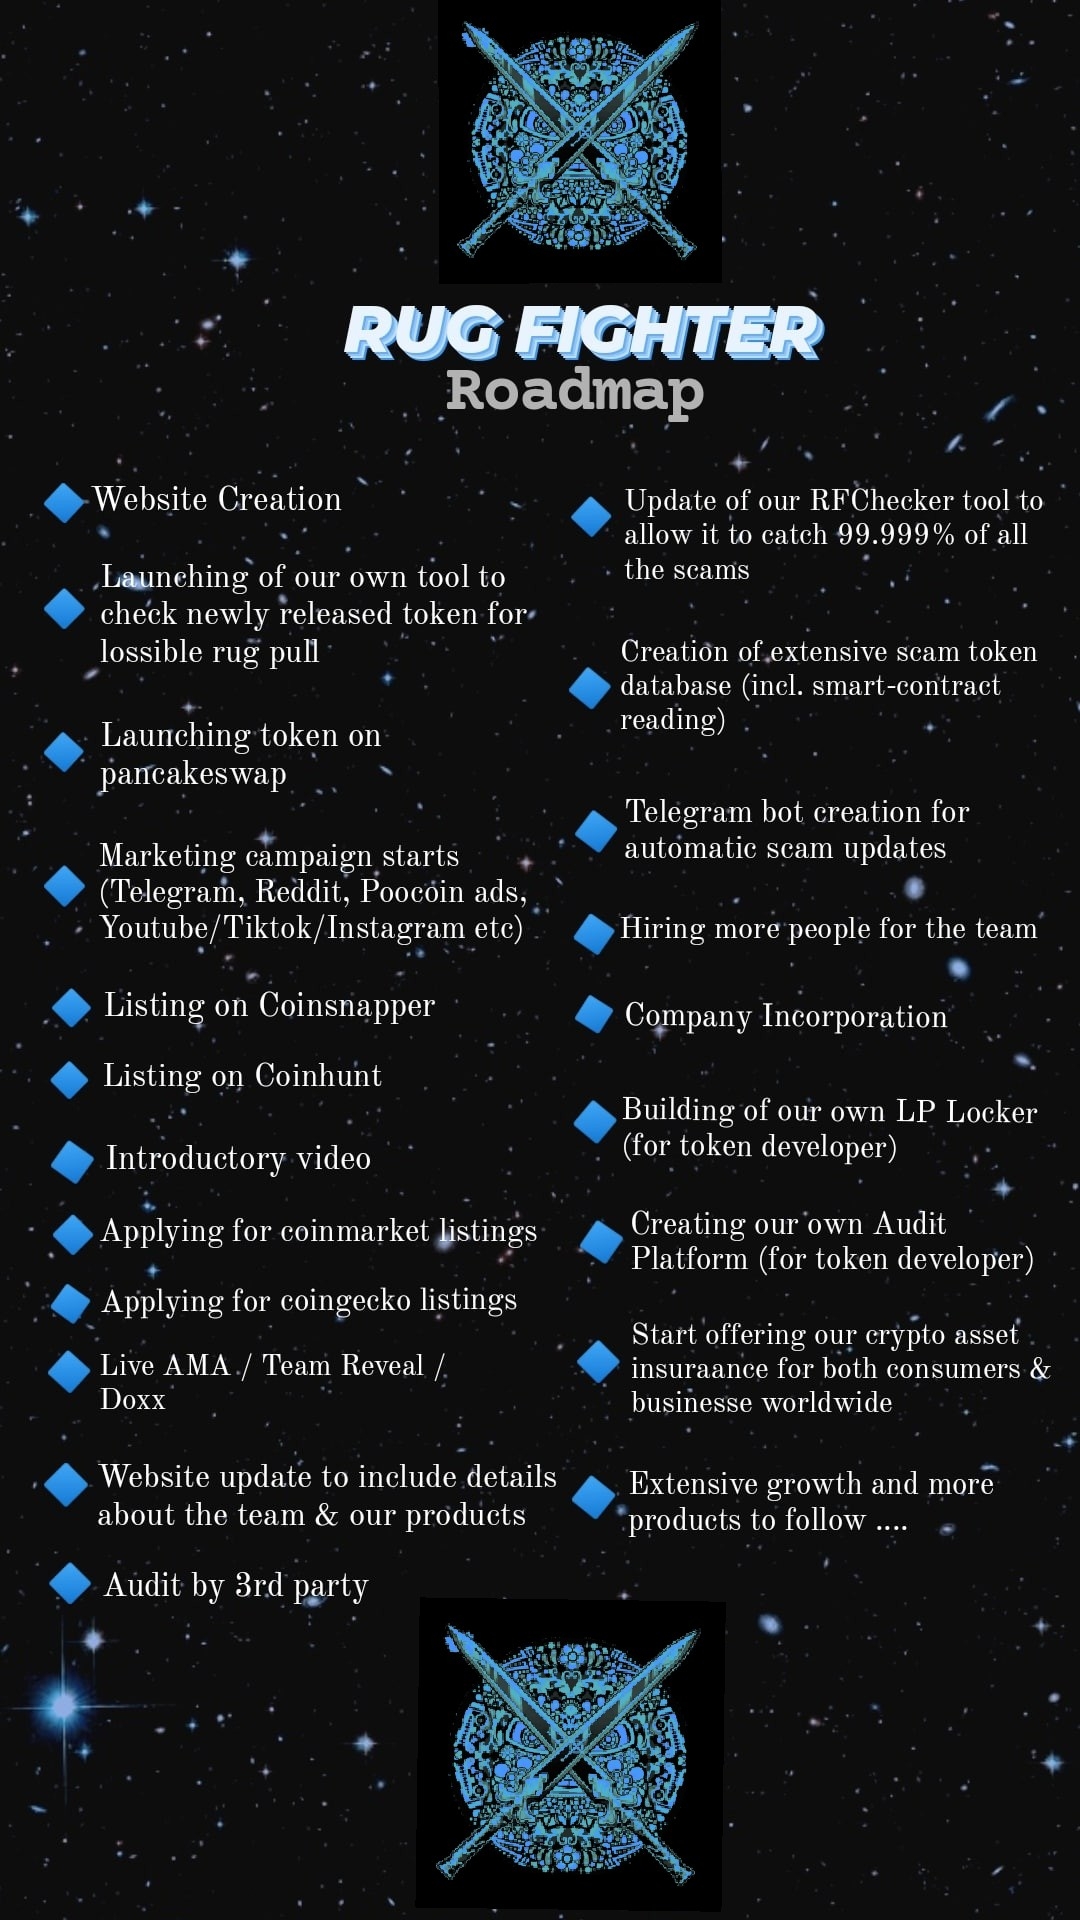 RUG FIGHTER
Roadmap
Website Creation
Launching of our own tool to
check newly released token for
lossible rug pull
Launching token on
pancakeswap
Marketing campaign starts
(Telegram, Reddit, Poocoin ads,
Youtube/Tiktok/Instagram etc)
Listing on Coinsnapper
Listing on Coinhunt
Introductory video
Applying for coinmarket listings
Applying for coingecko listings
Live AMA / Team Reveal /
Doxx
Website update to include details
about the team & our products
Audit by 3rd party
Update of our RFChecker tool to
allow it to catch 99.999% of all
the scams
Creation of extensive scam token
database (incl. smart-contract
reading)
Telegram bot creation for
automatic scam updates
Hiring more people for the team
Company Incorporation
Building of our own LP Locker
(for token developer)
Creating our own Audit
Platform (for token developer)
Start offering our crypto asset
insuraance for both consumers &
businesse worldwide
Extensive growth and more
products to follow ....